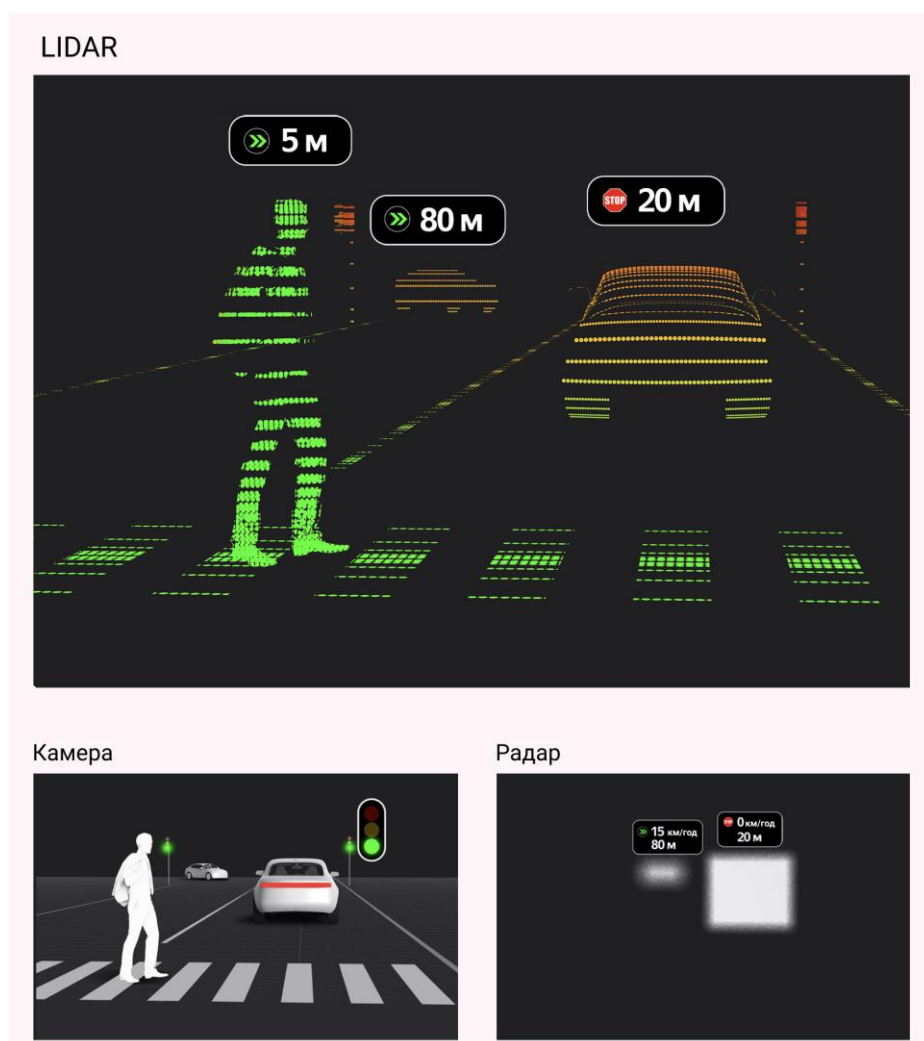 LIDAR
5 м
80 м
STOP 20 м
Камера
Радар
15 км/год
80 м
STOP 0 км/год
20 м